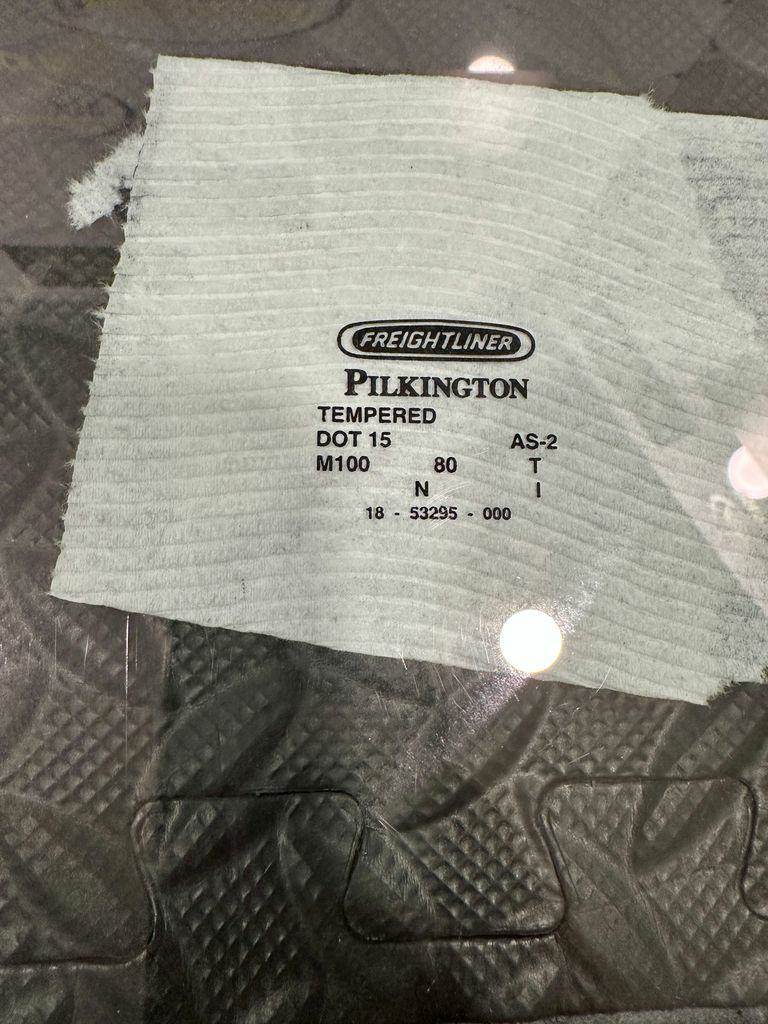 FREIGHTLINER
PILKINGTON
TEMPERED
DOT 15 AS-2
M100 80 T
N I
18 - 53295 - 000